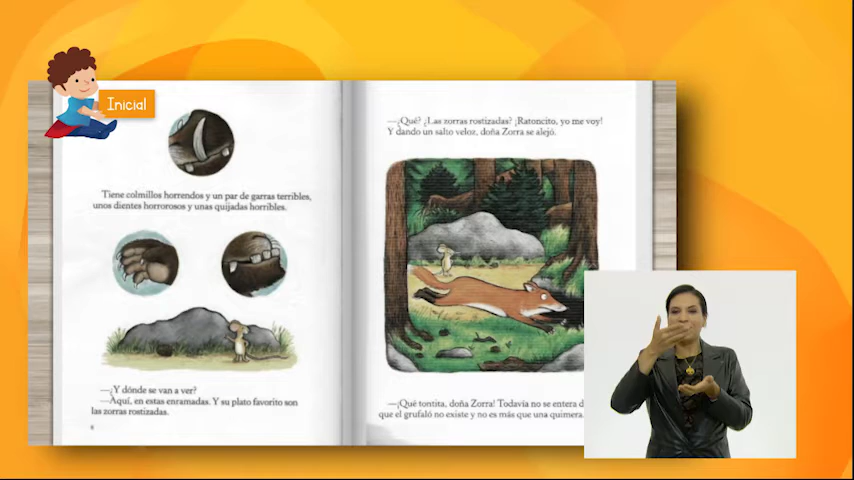 Inicial
Tiene colmillos horrendos y un par de garras terribles,
unos dientes horrorosos y unas quijadas horribles.
—¿Y dónde se van a ver?
—Aquí, en estas enramadas. Y su plato favorito son
las zorras rostizadas.
—¿Qué? ¿Las zorras rostizadas? ¡Ratoncito, yo me voy!
Y dando un salto veloz, doña Zorra se alejó.
—¡Qué tontita, doña Zorra! Todavía no se entera d
que el grufaló no existe y no es más que una quimera.